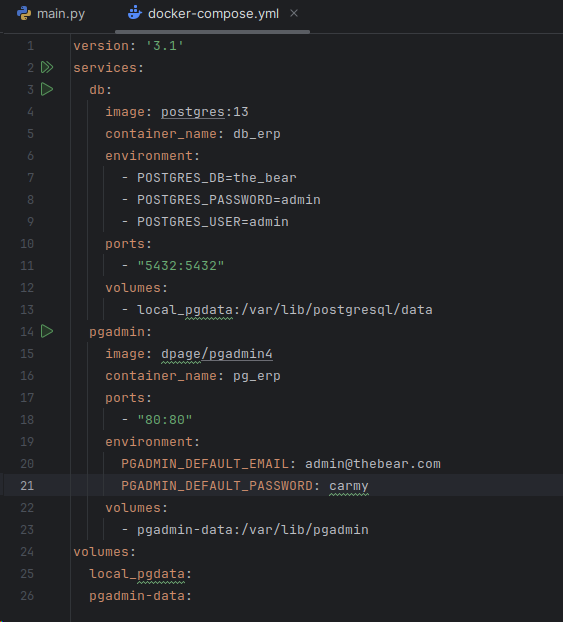 main.py docker-compose.yml
1 version: '3.1'
2 services:
3   db:
4     image: postgres:13
5     container_name: db_erp
6     environment:
7       - POSTGRES_DB=the_bear
8       - POSTGRES_PASSWORD=admin
9       - POSTGRES_USER=admin
10     ports:
11       - "5432:5432"
12     volumes:
13       - local_pgdata:/var/lib/postgresql/data
14   pgadmin:
15     image: dpage/pgadmin4
16     container_name: pg_erp
17     ports:
18       - "80:80"
19     environment:
20       PGADMIN_DEFAULT_EMAIL: admin@thebear.com
21       PGADMIN_DEFAULT_PASSWORD: carmy
22     volumes:
23       - pgadmin-data:/var/lib/pgadmin
24 volumes:
25   local_pgdata:
26   pgadmin-data: